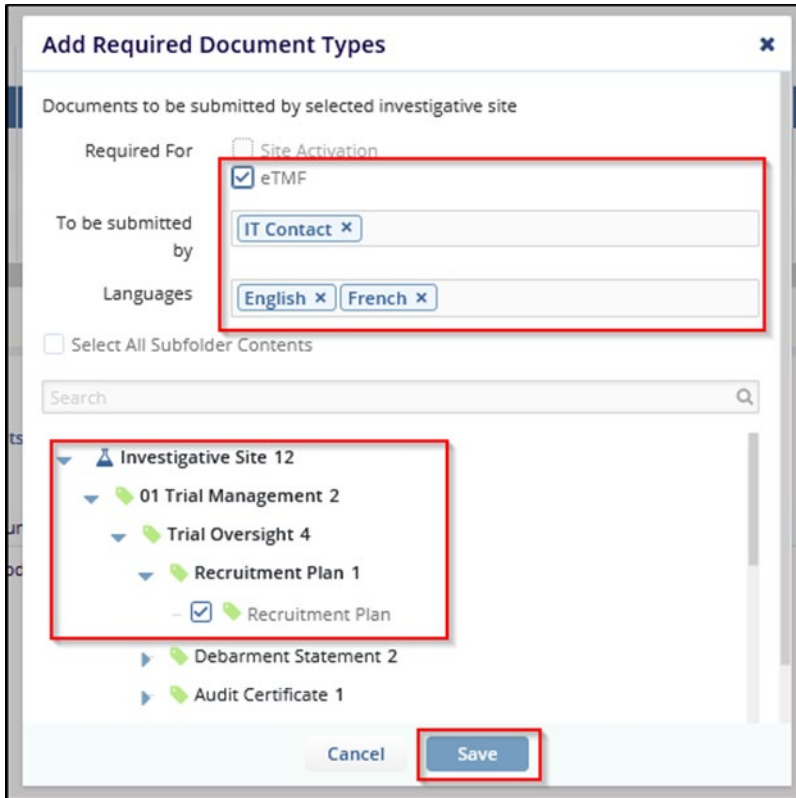 Add Required Document Types
Documents to be submitted by selected investigative site
Required For
Site Activation
eTMF
To be submitted
by
IT Contact ×
Languages
English × French ×
Select All Subfolder Contents
Search
Investigative Site 12
01 Trial Management 2
Trial Oversight 4
Recruitment Plan 1
Recruitment Plan
Debarment Statement 2
Audit Certificate 1
Cancel Save